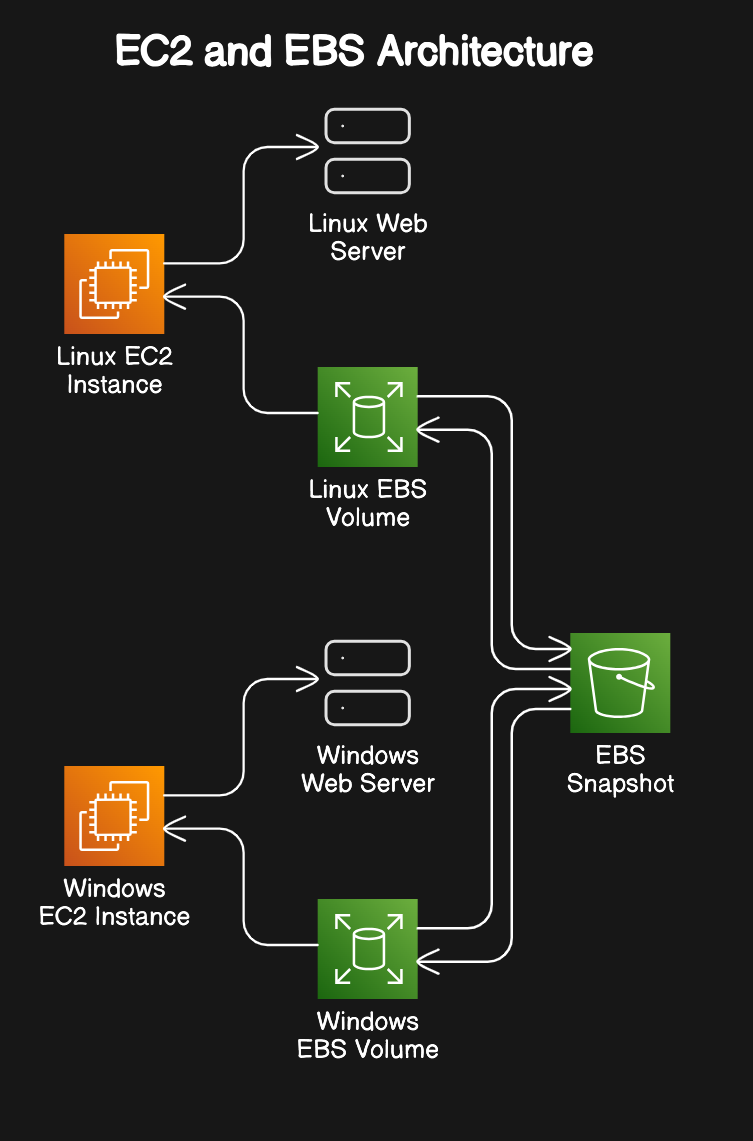 EC2 and EBS Architecture
Linux Web
Server
Linux EC2
Instance
Linux EBS
Volume
Windows
Web Server
EBS
Snapshot
Windows
EC2 Instance
Windows
EBS Volume